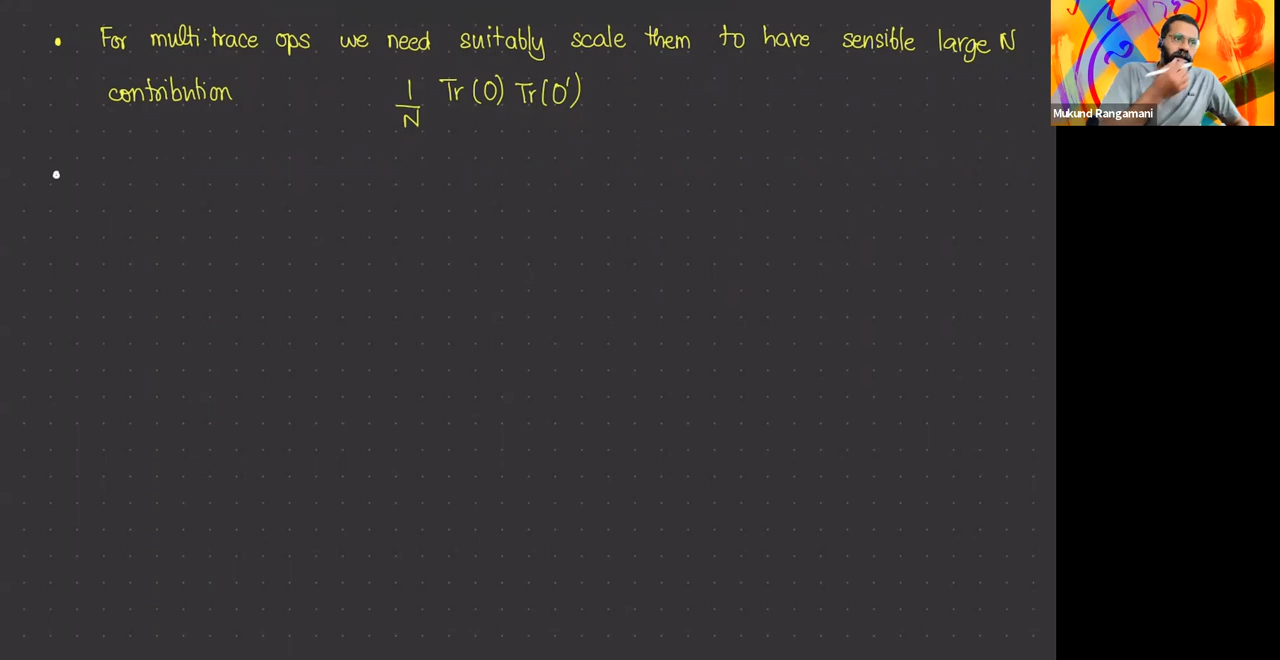 • For multi-trace ops we need suitably scale them to have sensible large N
contribution 1/N Tr(O) Tr(O')
•
Mukund Rangamani